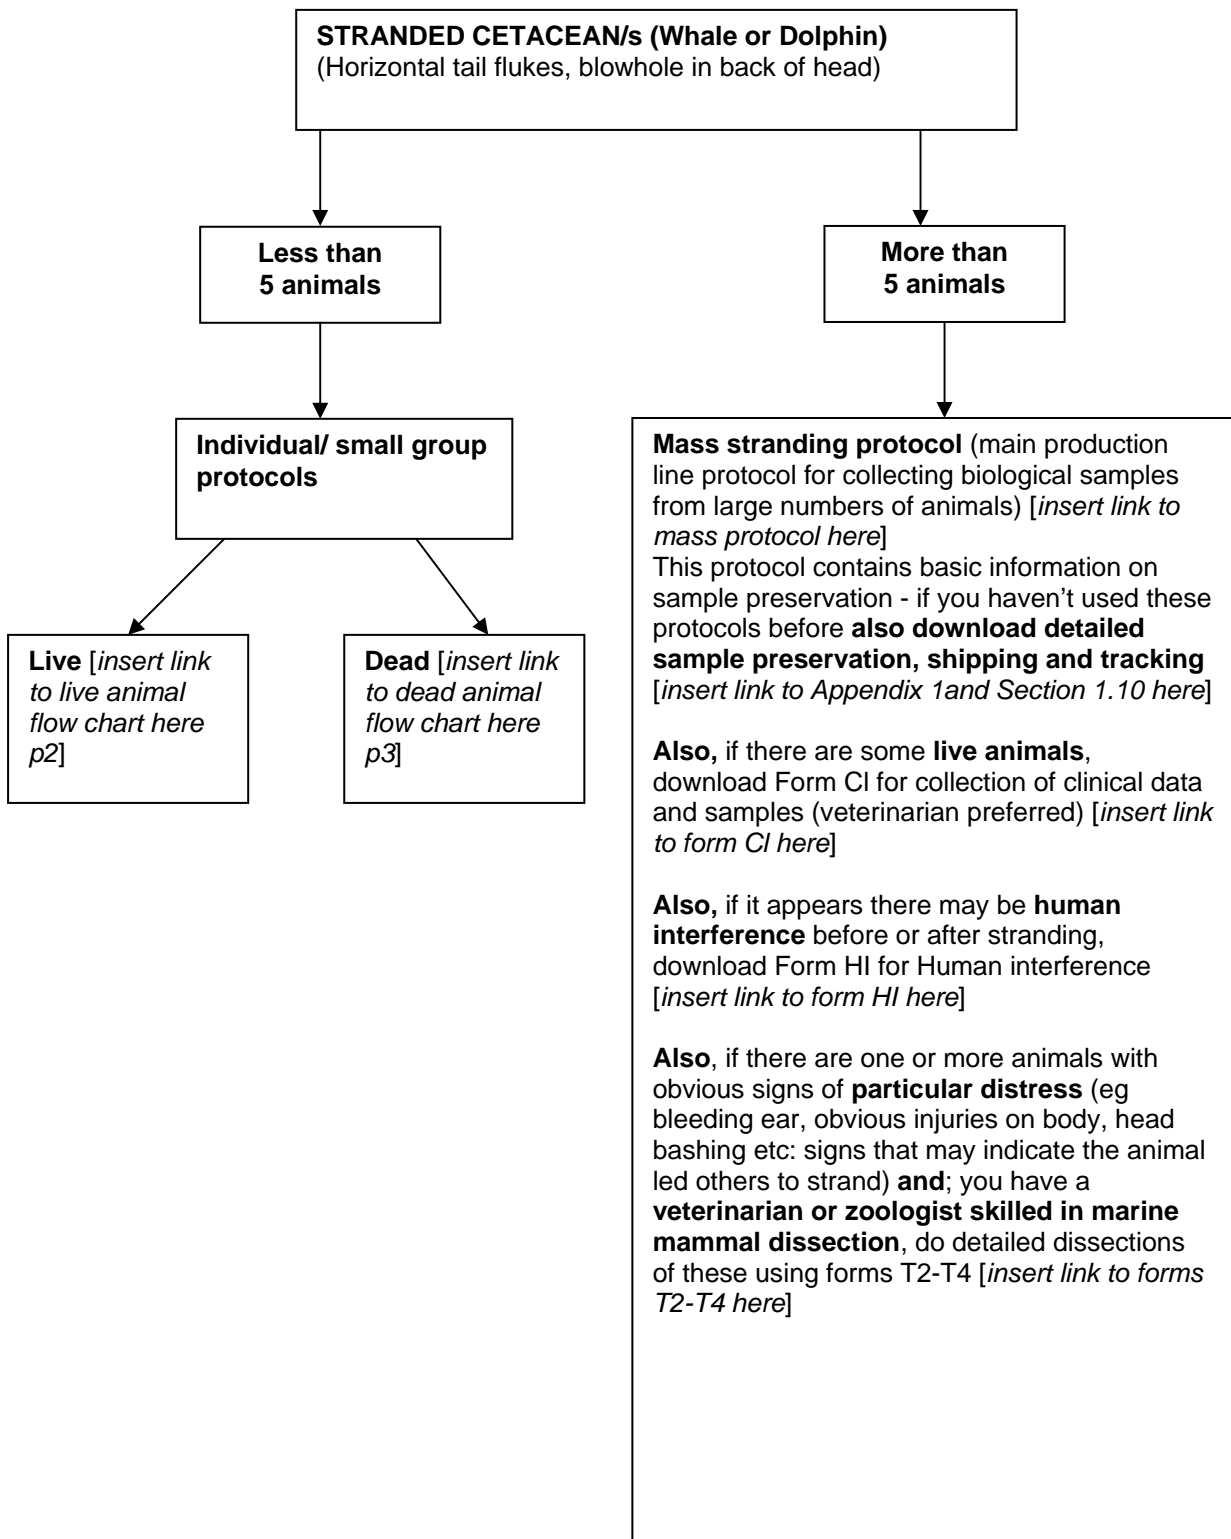 STRANDED CETACEAN/s (Whale or Dolphin)
(Horizontal tail flukes, blowhole in back of head)
Less than
5 animals
More than
5 animals
Individual/ small group
protocols
Live [insert link
to live animal
flow chart here
p2]
Dead [insert link
to dead animal
flow chart here
p3]
Mass stranding protocol (main production
line protocol for collecting biological samples
from large numbers of animals) [insert link to
mass protocol here]
This protocol contains basic information on
sample preservation - if you haven’t used these
protocols before also download detailed
sample preservation, shipping and tracking
[insert link to Appendix 1and Section 1.10 here]
Also, if there are some live animals,
download Form Cl for collection of clinical data
and samples (veterinarian preferred) [insert link
to form Cl here]
Also, if it appears there may be human
interference before or after stranding,
download Form HI for Human interference
[insert link to form HI here]
Also, if there are one or more animals with
obvious signs of particular distress (eg
bleeding ear, obvious injuries on body, head
bashing etc: signs that may indicate the animal
led others to strand) and; you have a
veterinarian or zoologist skilled in marine
mammal dissection, do detailed dissections
of these using forms T2-T4 [insert link to forms
T2-T4 here]